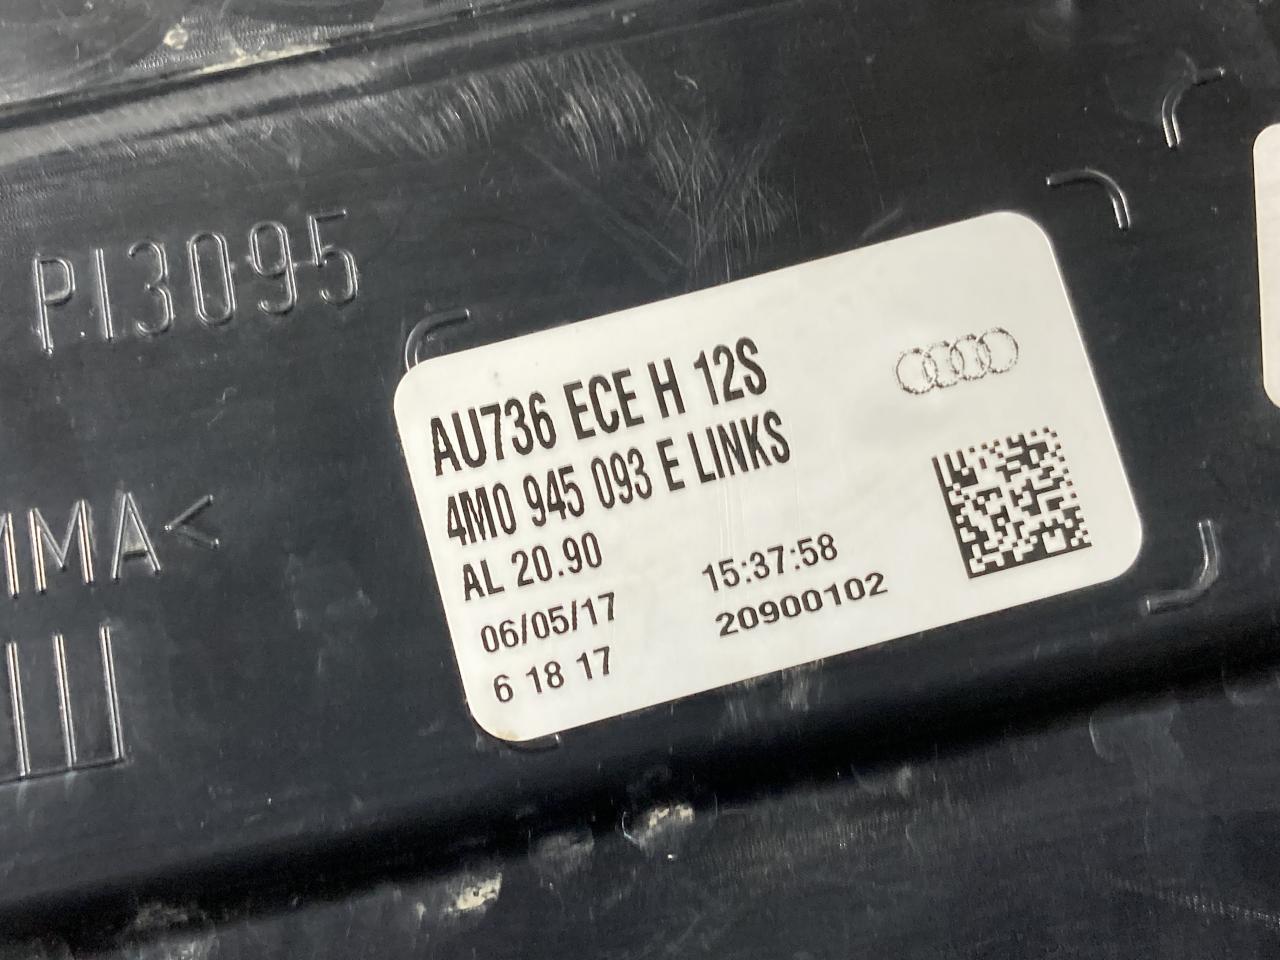 PI3095
AU736 ECE H 12S
4M0 945 093 E LINKS
AL 20.90
15:37:58
06/05/17
20900102
6 18 17
MMA<